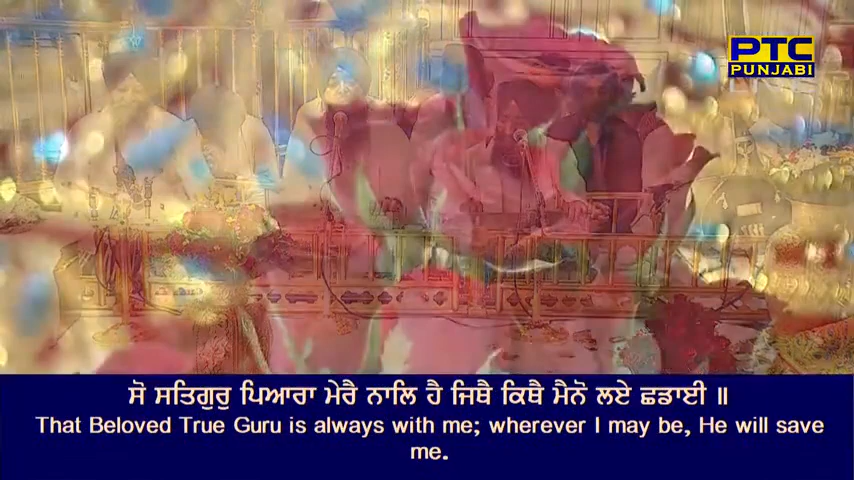 PTC
PUNJABI
ਸੋ ਸਤਿਗੁਰੁ ਪਿਆਰਾ ਮੇਰੈ ਨਾਲਿ ਹੈ ਜਿਥੈ ਕਿਥੈ ਮੈਨੋ ਲਏ ਛਡਾਈ ॥
That Beloved True Guru is always with me; wherever I may be, He will save
me.